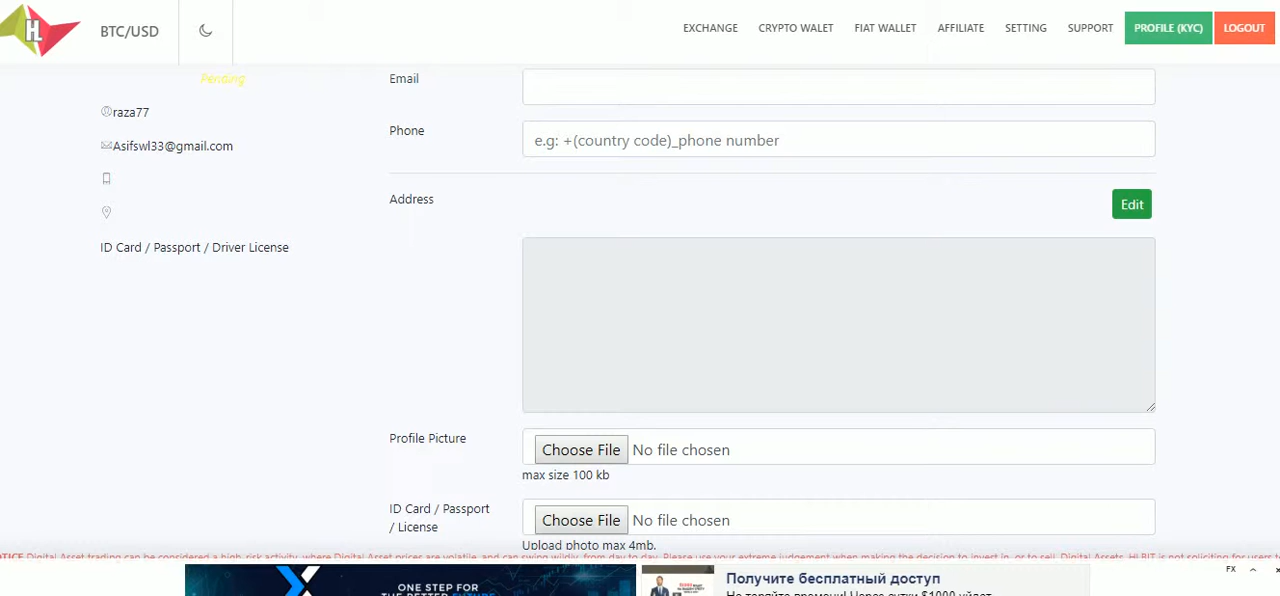 H
BTC/USD
EXCHANGE
CRYPTO WALET
FIAT WALLET
AFFILIATE
SETTING
SUPPORT
PROFILE (KYC)
LOGOUT
Pending
raza77
Asifswl33@gmail.com
ID Card / Passport / Driver License
Email
Phone
e.g: +(country code)_phone number
Address
Edit
Profile Picture
Choose File No file chosen
max size 100 kb
ID Card / Passport
/ License
Choose File No file chosen
Upload photo max 4mb.
TICE Digital Asset trading can be considered a high-risk activity, where Digital Asset prices are volatile, and can swing wildly, from day to day. Please use your extreme judgement when making the decision to invest in, or to sell, Digital Assets. HLBIT is not soliciting for users to
FX
X
ONE STEP FOR
THE BETTER FUTURE
Получите бесплатный доступ
Не теряйте времени! Через сутки $1000 уйдет